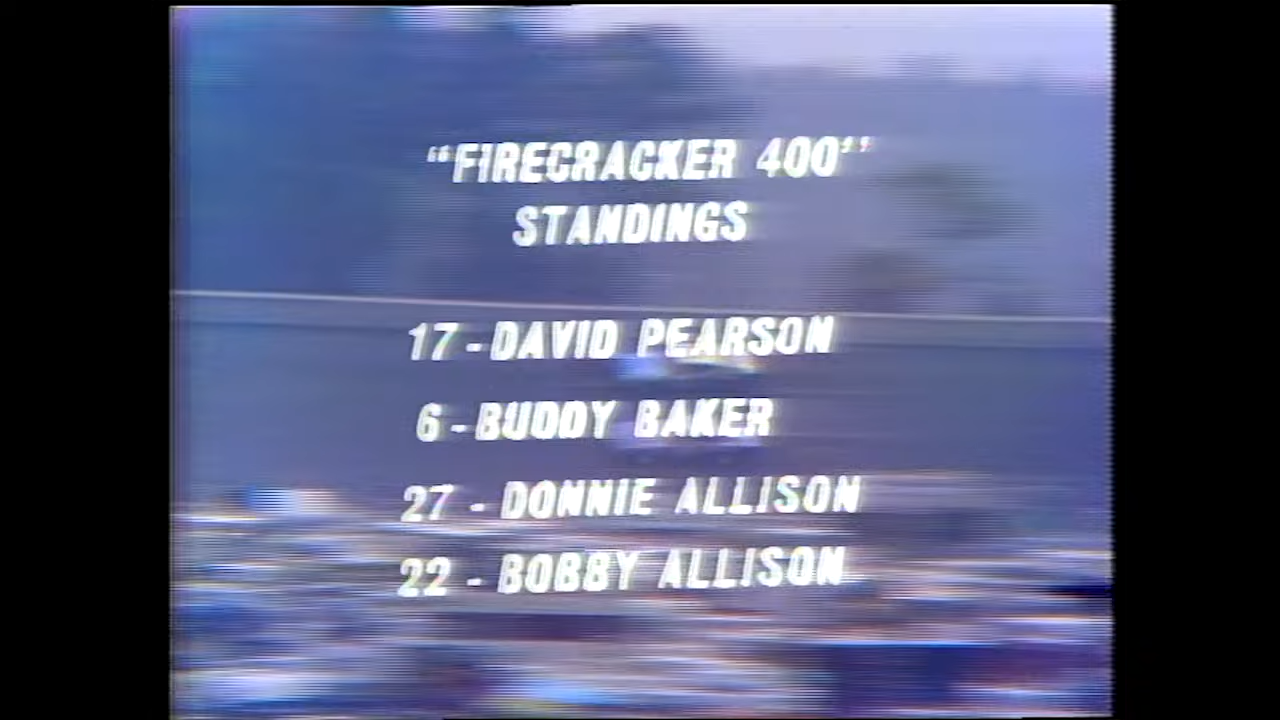 “FIRECRACKER 400”
STANDINGS
17 - DAVID PEARSON
6 - BUDDY BAKER
27 - DONNIE ALLISON
22 - BOBBY ALLISON